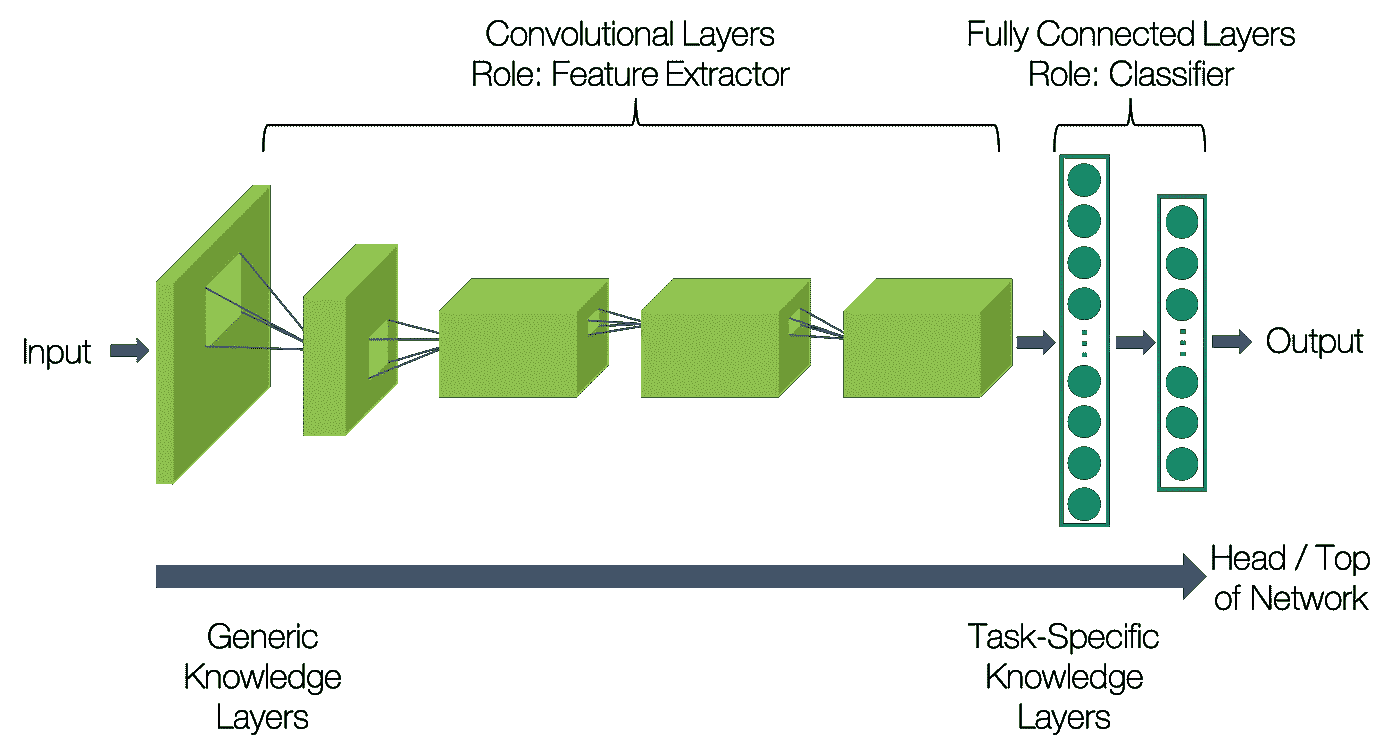 Convolutional Layers
Role: Feature Extractor
Fully Connected Layers
Role: Classifier
Input
Output
Head / Top
of Network
Generic
Knowledge
Layers
Task-Specific
Knowledge
Layers